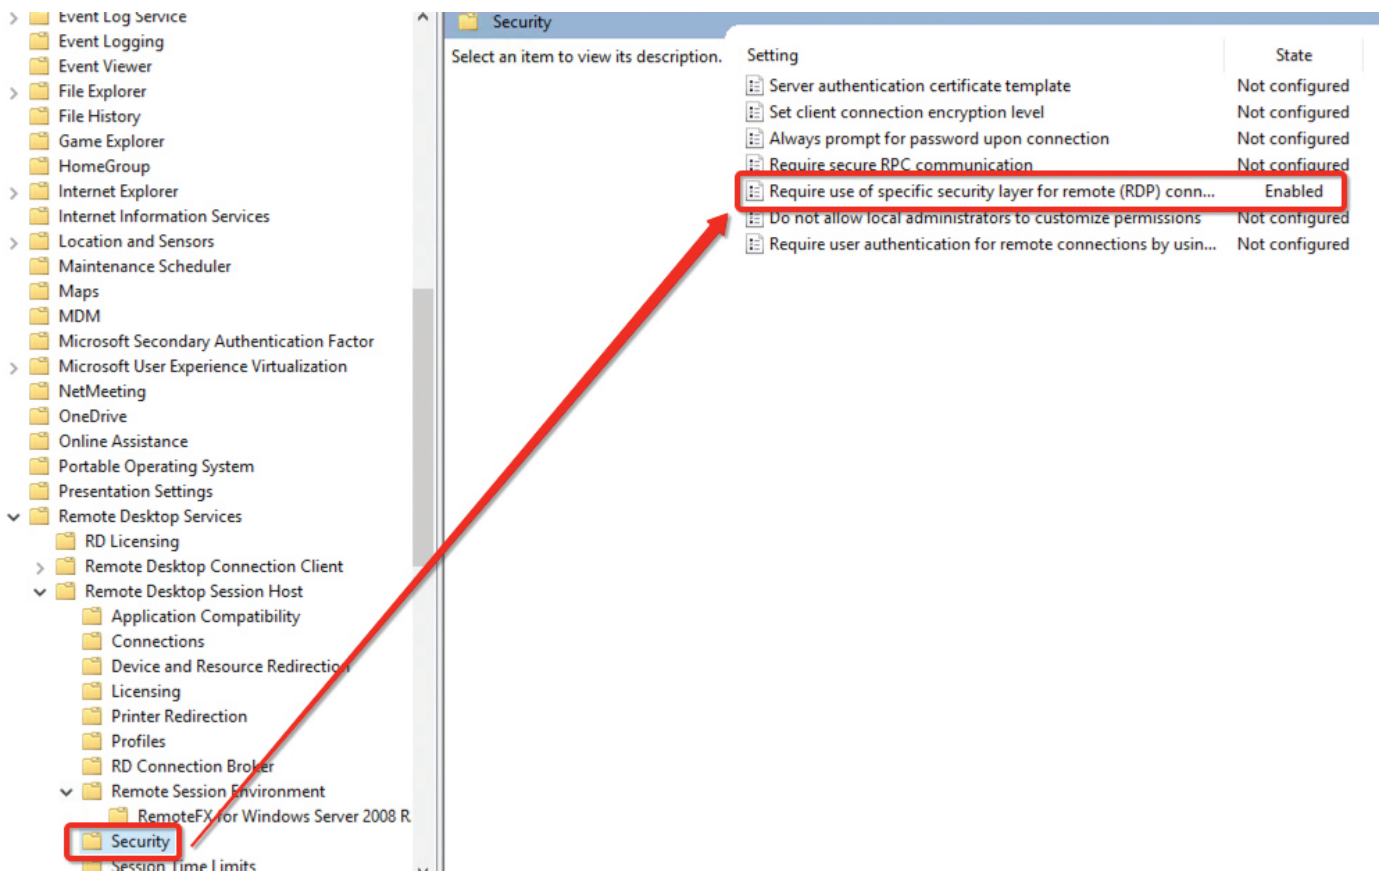 Event Log Service
Event Logging
Event Viewer
File Explorer
File History
Game Explorer
HomeGroup
Internet Explorer
Internet Information Services
Location and Sensors
Maintenance Scheduler
Maps
MDM
Microsoft Secondary Authentication Factor
Microsoft User Experience Virtualization
NetMeeting
OneDrive
Online Assistance
Portable Operating System
Presentation Settings
Remote Desktop Services
RD Licensing
Remote Desktop Connection Client
Remote Desktop Session Host
Application Compatibility
Connections
Device and Resource Redirection
Licensing
Printer Redirection
Profiles
RD Connection Broker
Remote Session Environment
RemoteFX for Windows Server 2008 R
Security
Session Time Limits
Security
Select an item to view its description.
Setting State
Server authentication certificate template Not configured
Set client connection encryption level Not configured
Always prompt for password upon connection Not configured
Require secure RPC communication Not configured
Require use of specific security layer for remote (RDP) conn... Enabled
Do not allow local administrators to customize permissions Not configured
Require user authentication for remote connections by usin... Not configured